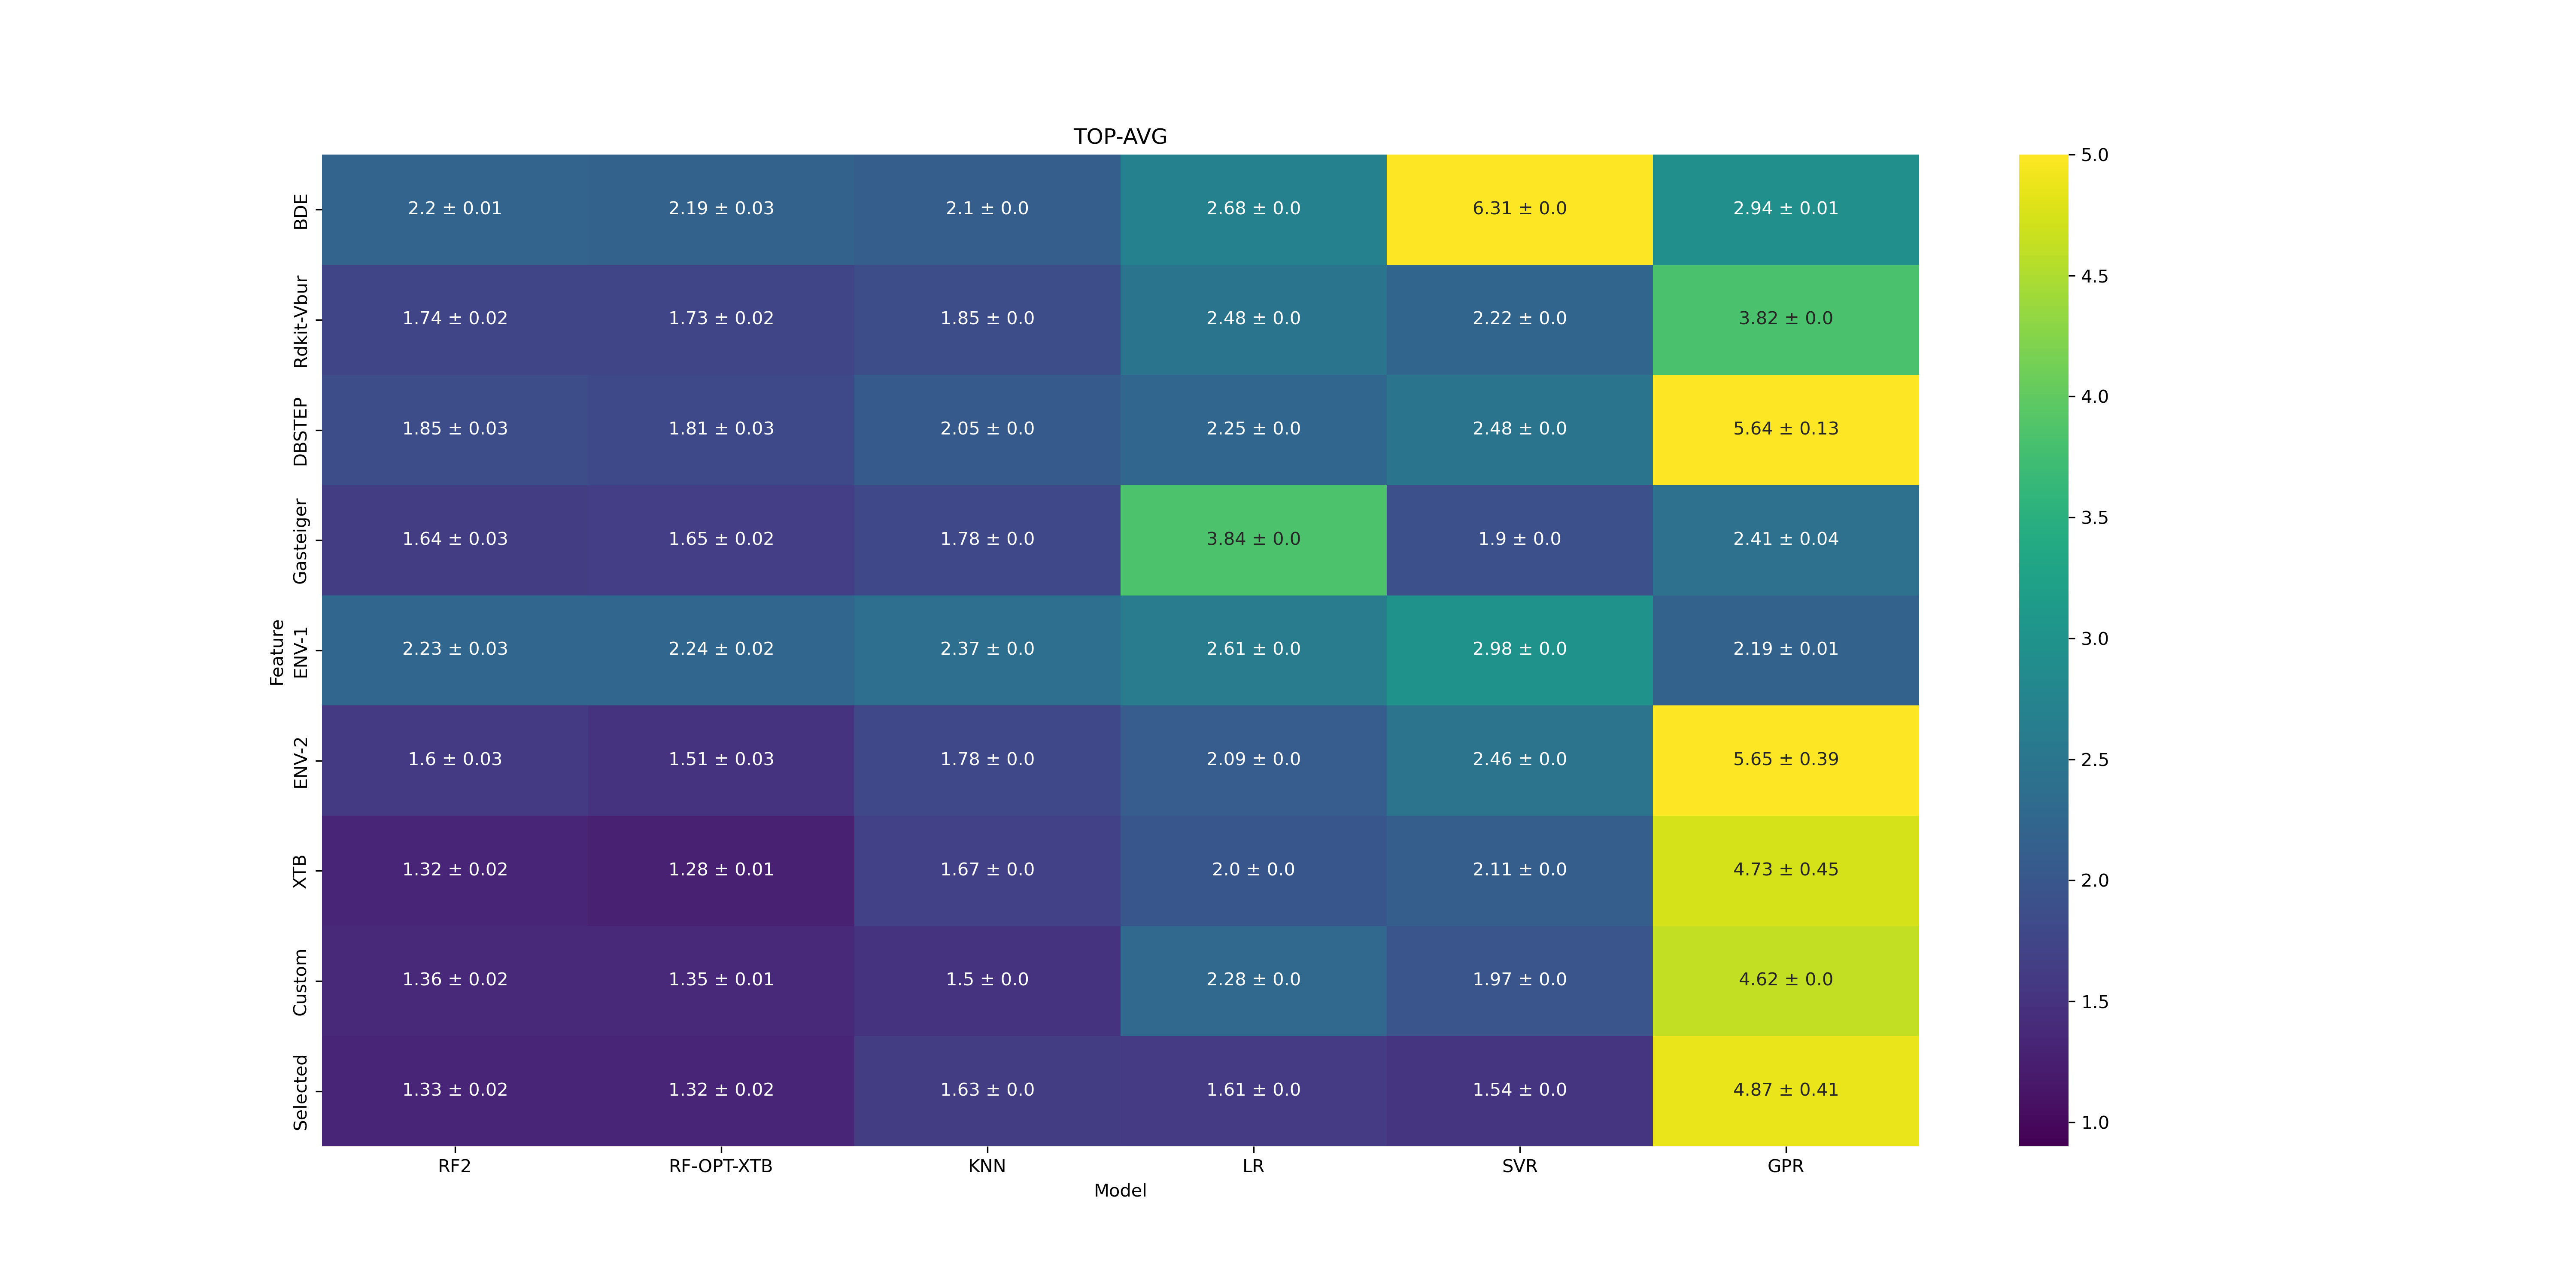 TOP-AVG
BDE 2.2 ± 0.01 2.19 ± 0.03 2.1 ± 0.0 2.68 ± 0.0 6.31 ± 0.0 2.94 ± 0.01
Rdkit-Vbur 1.74 ± 0.02 1.73 ± 0.02 1.85 ± 0.0 2.48 ± 0.0 2.22 ± 0.0 3.82 ± 0.0
DBSTEP 1.85 ± 0.03 1.81 ± 0.03 2.05 ± 0.0 2.25 ± 0.0 2.48 ± 0.0 5.64 ± 0.13
Gasteiger 1.64 ± 0.03 1.65 ± 0.02 1.78 ± 0.0 3.84 ± 0.0 1.9 ± 0.0 2.41 ± 0.04
Feature
ENV-1 2.23 ± 0.03 2.24 ± 0.02 2.37 ± 0.0 2.61 ± 0.0 2.98 ± 0.0 2.19 ± 0.01
ENV-2 1.6 ± 0.03 1.51 ± 0.03 1.78 ± 0.0 2.09 ± 0.0 2.46 ± 0.0 5.65 ± 0.39
XTB 1.32 ± 0.02 1.28 ± 0.01 1.67 ± 0.0 2.0 ± 0.0 2.11 ± 0.0 4.73 ± 0.45
Custom 1.36 ± 0.02 1.35 ± 0.01 1.5 ± 0.0 2.28 ± 0.0 1.97 ± 0.0 4.62 ± 0.0
Selected 1.33 ± 0.02 1.32 ± 0.02 1.63 ± 0.0 1.61 ± 0.0 1.54 ± 0.0 4.87 ± 0.41
RF2 RF-OPT-XTB KNN LR SVR GPR
Model
5.0
4.5
4.0
3.5
3.0
2.5
2.0
1.5
1.0